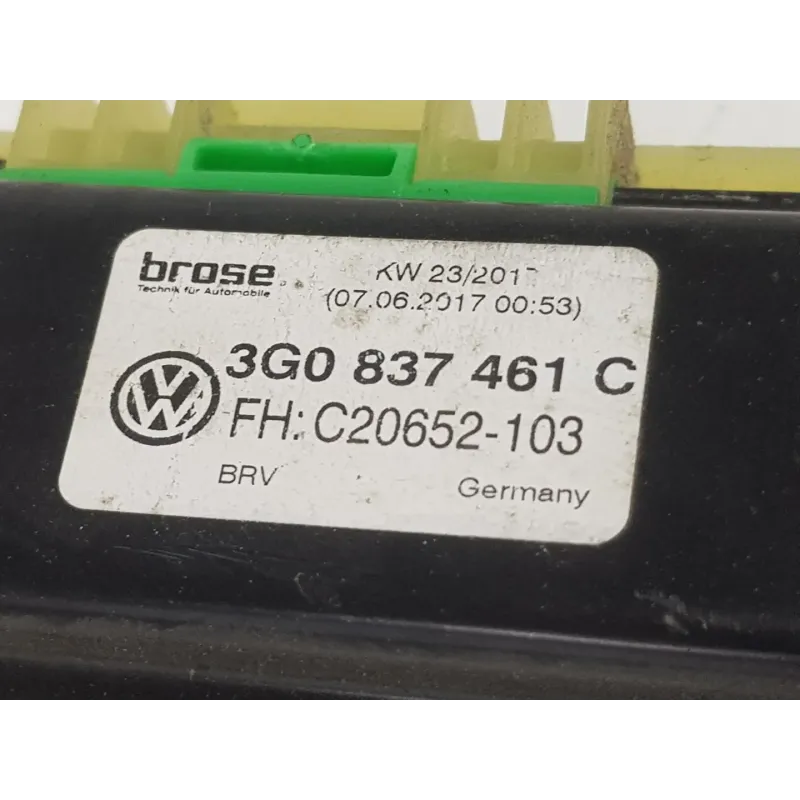 brose
Technik für Automobile
KW 23/2017
(07.06.2017 00:53)
3G0 837 461 C
FH: C20652-103
BRV
Germany